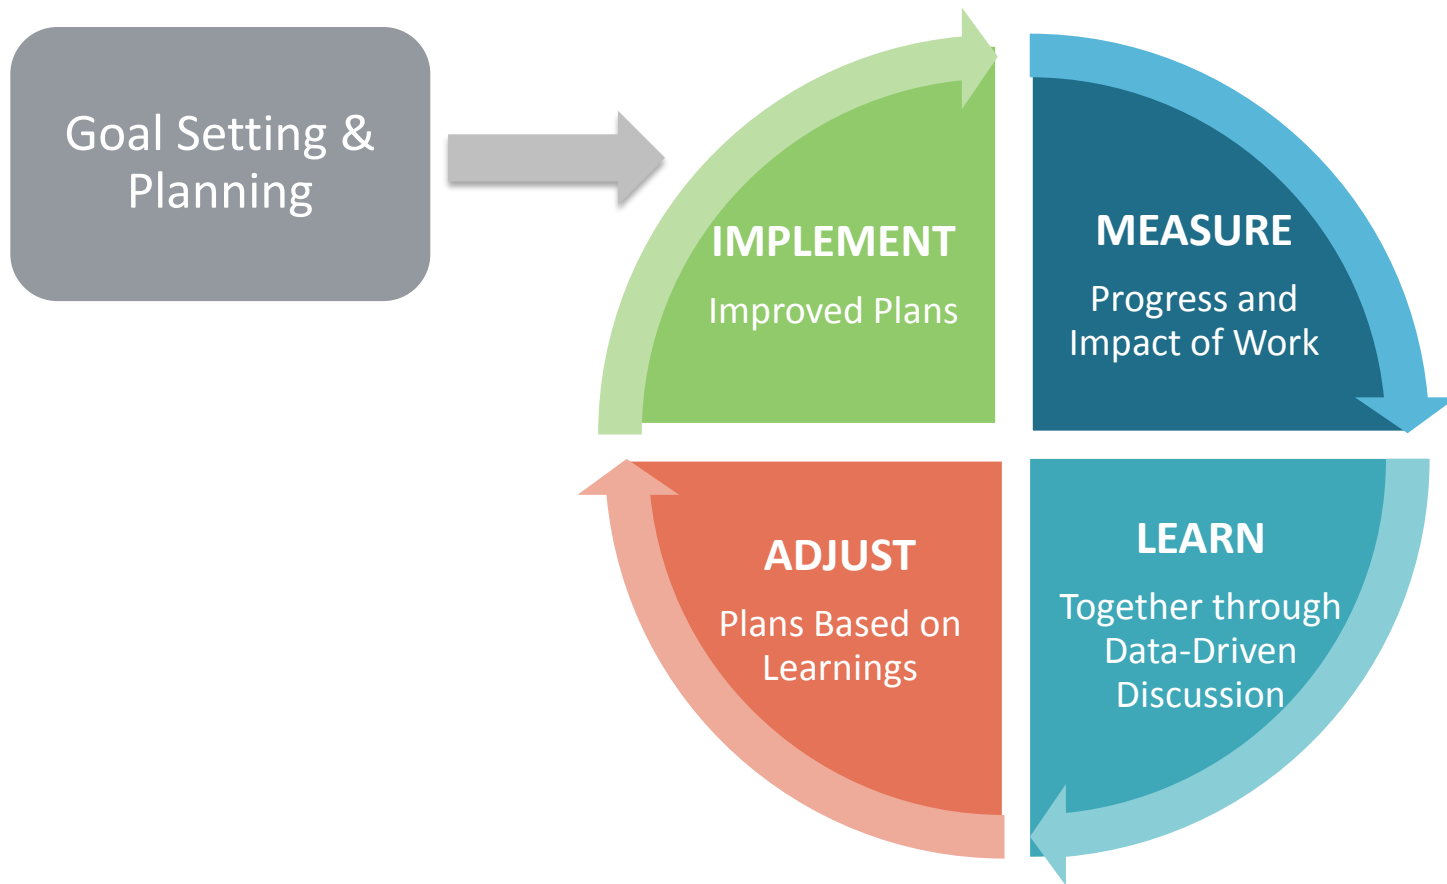 Goal Setting &
Planning
IMPLEMENT
Improved Plans
MEASURE
Progress and
Impact of Work
LEARN
Together through
Data-Driven
Discussion
ADJUST
Plans Based on
Learnings